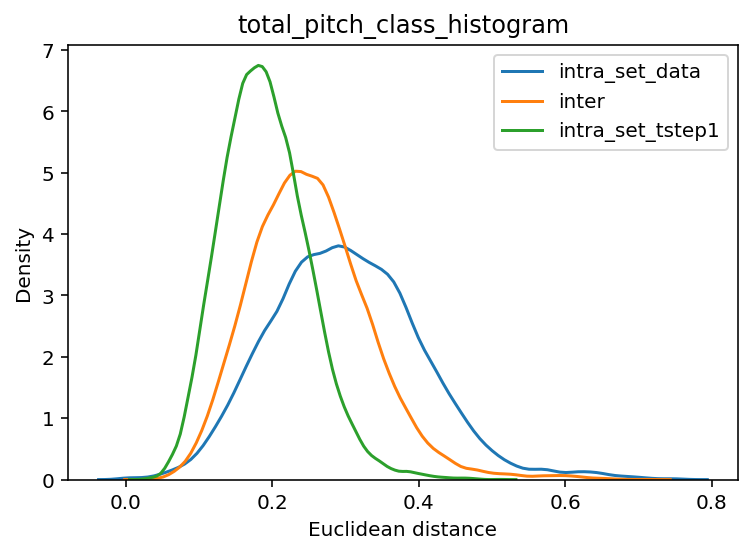 total_pitch_class_histogram
intra_set_data
inter
intra_set_tstep1
Density
7
6
5
4
3
2
1
0
0.0 0.2 0.4 0.6 0.8
Euclidean distance